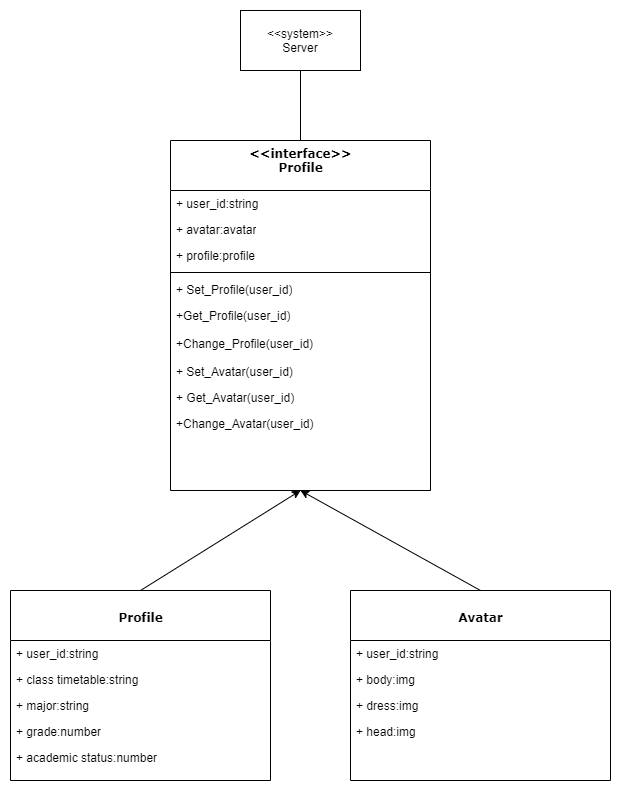 <<system>>
Server
<<interface>>
Profile
+ user_id:string
+ avatar:avatar
+ profile:profile
+ Set_Profile(user_id)
+Get_Profile(user_id)
+Change_Profile(user_id)
+ Set_Avatar(user_id)
+ Get_Avatar(user_id)
+Change_Avatar(user_id)
Profile
+ user_id:string
+ class timetable:string
+ major:string
+ grade:number
+ academic status:number
Avatar
+ user_id:string
+ body:img
+ dress:img
+ head:img